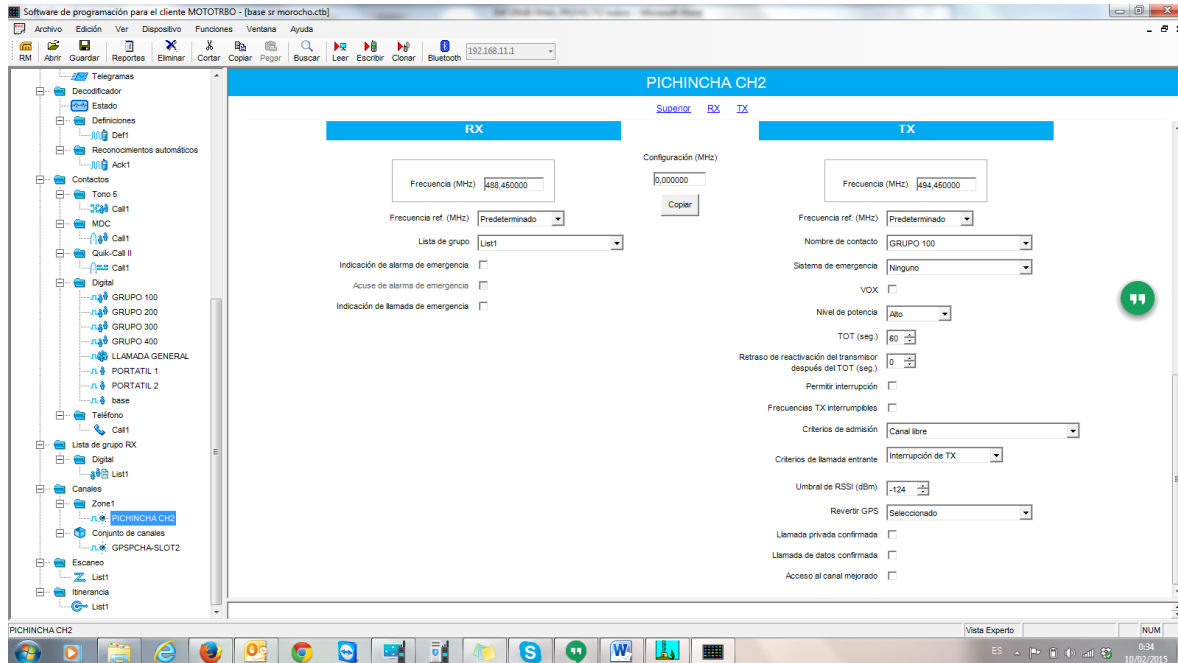 Software de programación para el cliente MOTOTRBO - [base sr morocho.ctb]
Archivo Edición Ver Dispositivo Funciones Ventana Ayuda
RM Abrir Guardar Reportes Eliminar Cortar Copiar Pegar Buscar Leer Escribir Clonar Bluetooth 192.168.11.1
Telegramas
Decodificador
Estado
Definiciones
Def1
Reconocimientos automáticos
Ack1
Contactos
Tono 5
Call1
MDC
Call1
Quik-Call II
Call1
Digital
GRUPO 100
GRUPO 200
GRUPO 300
GRUPO 400
LLAMADA GENERAL
PORTATIL 1
PORTATIL 2
base
Teléfono
Call1
Lista de grupo RX
Digital
List1
Canales
Zone1
PICHINCHA CH2
Conjunto de canales
GPSPCHA-SLOT2
Escaneo
List1
Itinerancia
List1
PICHINCHA CH2
Superior RX TX
RX
Frecuencia (MHz) 488,450000
Frecuencia ref. (MHz) Predeterminado
Lista de grupo List1
Indicación de alarma de emergencia
Acuse de alarma de emergencia
Indicación de llamada de emergencia
Configuración (MHz)
0,000000
Copiar
TX
Frecuencia (MHz) 494,450000
Frecuencia ref. (MHz) Predeterminado
Nombre de contacto GRUPO 100
Sistema de emergencia Ninguno
VOX
Nivel de potencia Alto
TOT (seg.) 60
Retraso de reactivación del transmisor
después del TOT (seg.) 0
Permitir interrupción
Frecuencias TX interrumpibles
Criterios de admisión Canal libre
Criterios de llamada entrante Interrupción de TX
Umbral de RSSI (dBm) -124
Revertir GPS Seleccionado
Llamada privada confirmada
Llamada de datos confirmada
Acceso al canal mejorado
PICHINCHA CH2
Vista Experto
NUM
ES
0:34
10/02/2015